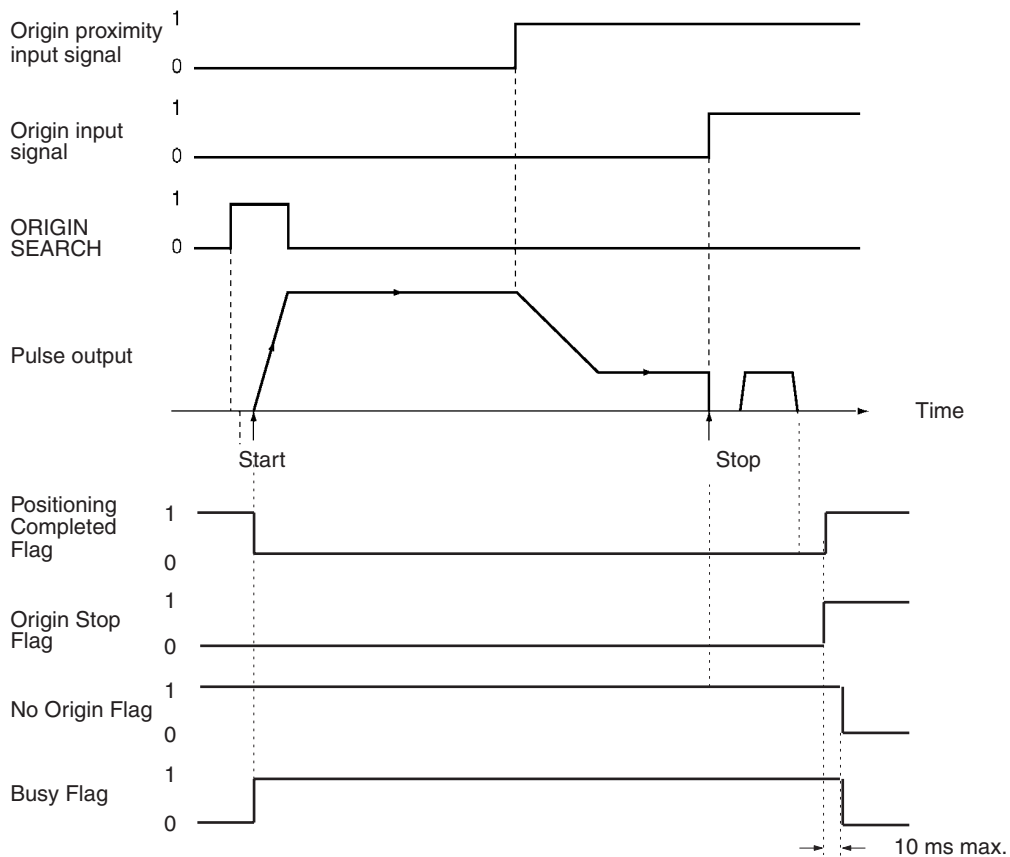 Origin proximity
input signal
1
0
Origin input
signal
1
0
ORIGIN
SEARCH
1
0
Pulse output
Time
Start
Stop
Positioning
Completed
Flag
1
0
Origin Stop
Flag
1
0
No Origin Flag
1
0
Busy Flag
1
0
10 ms max.